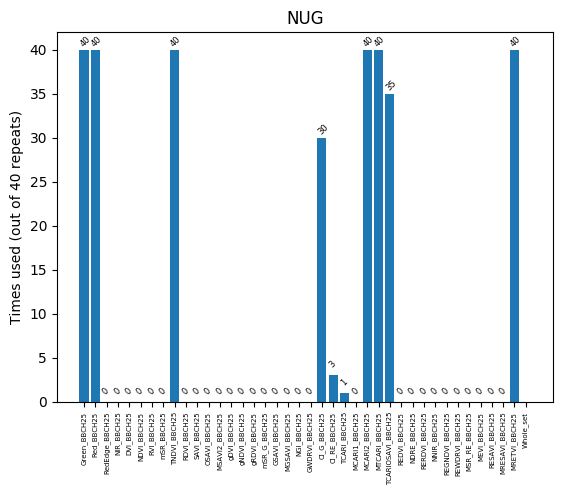 NUG
Times used (out of 40 repeats)
40
35
30
25
20
15
10
5
0
40 40 0 0 0 0 0 0 40 0 0 0 0 0 0 0 0 0 0 0 0 30 3 1 0 40 40 35 0 0 0 0 0 0 0 0 0 0 40
Green_BBCH25
Red_BBCH25
RedEdge_BBCH25
NIR_BBCH25
DVI_BBCH25
NDVI_BBCH25
RVI_BBCH25
mSR_BBCH25
TNDVI_BBCH25
RDVI_BBCH25
SAVI_BBCH25
OSAVI_BBCH25
MSAVI2_BBCH25
gDVI_BBCH25
gNDVI_BBCH25
gRDVI_BBCH25
mSR_G_BBCH25
GSAVI_BBCH25
MGSAVI_BBCH25
NGI_BBCH25
GWDRVI_BBCH25
CI_G_BBCH25
CI_RE_BBCH25
TCARI_BBCH25
MCARI1_BBCH25
MCARI2_BBCH25
MTCARI_BBCH25
TCARIOSAVI_BBCH25
REDVI_BBCH25
NDRE_BBCH25
RERDVI_BBCH25
NNIR_BBCH25
REGNDVI_BBCH25
REWDRVI_BBCH25
MSR_RE_BBCH25
MEVI_BBCH25
RESAVI_BBCH25
MRESAVI_BBCH25
MRETVI_BBCH25
Whole_set